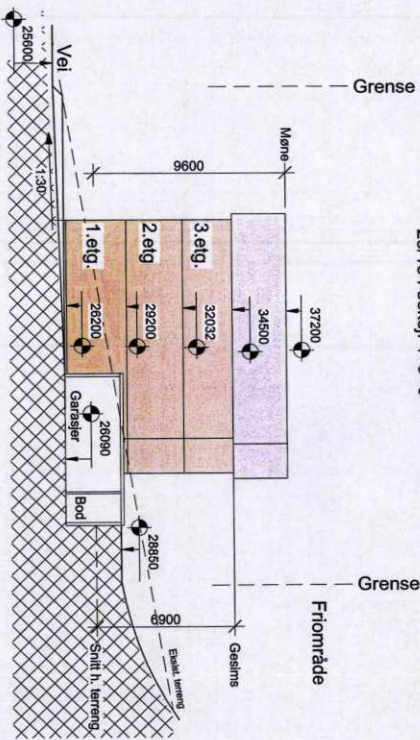 Grense
Grense
Friområde
Møne
Gesims
9600
6900
37200
34500
3.etg.
32032
2.etg.
29200
1.etg.
26200
Garasjer
26090
Bod
28850
Eksist. terreng
Snitt h. terreng
Vei
25600
1:30